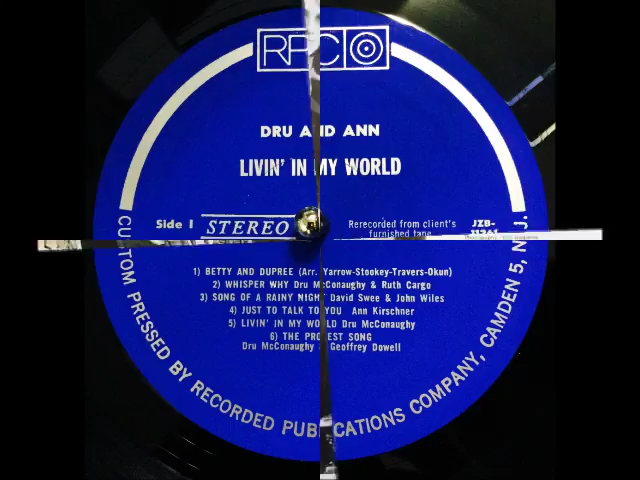 RPC
DRU AND ANN
LIVIN' IN MY WORLD
Side 1 STEREO
Rerecorded from client's
furnished tape
JZB-
1) BETTY AND DUPREE (Arr. Yarrow-Stookey-Travers-Okun)
2) WHISPER WHY Dru McConaughy & Ruth Cargo
3) SONG OF A RAINY NIGHT David Swee & John Wiles
4) JUST TO TALK TO YOU Ann Kirschner
5) LIVIN' IN MY WORLD Dru McConaughy
6) THE PROTEST SONG
Dru McConaughy & Geoffrey Dowell
CUSTOM PRESSED BY RECORDED PUBLICATIONS COMPANY, CAMDEN 5, N.J.